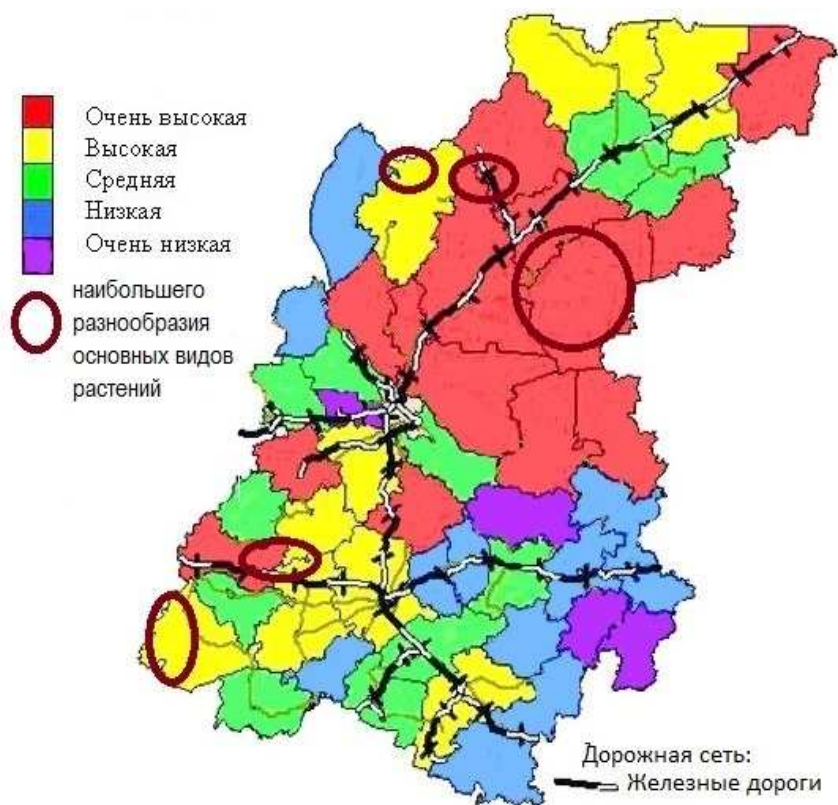 Очень высокая
Высокая
Средняя
Низкая
Очень низкая
наибольшего
разнообразия
основных видов
растений
Дорожная сеть:
Железные дороги